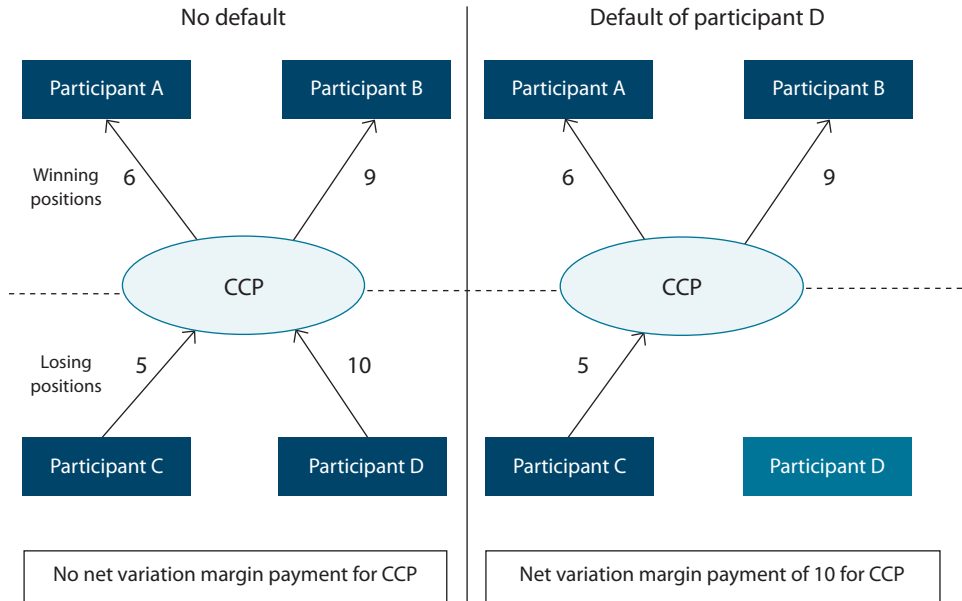 No default
Default of participant D
Participant A
Participant B
Participant A
Participant B
Winning
positions
6
9
6
9
CCP
CCP
Losing
positions
5
10
5
Participant C
Participant D
Participant C
Participant D
No net variation margin payment for CCP
Net variation margin payment of 10 for CCP